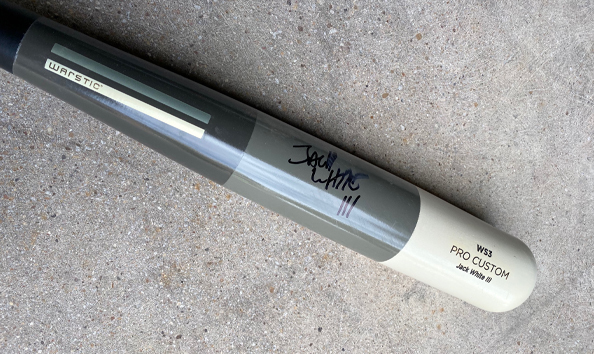 WARSTIC
JACK
WHITE
III
WS3
PRO CUSTOM
Jack White III